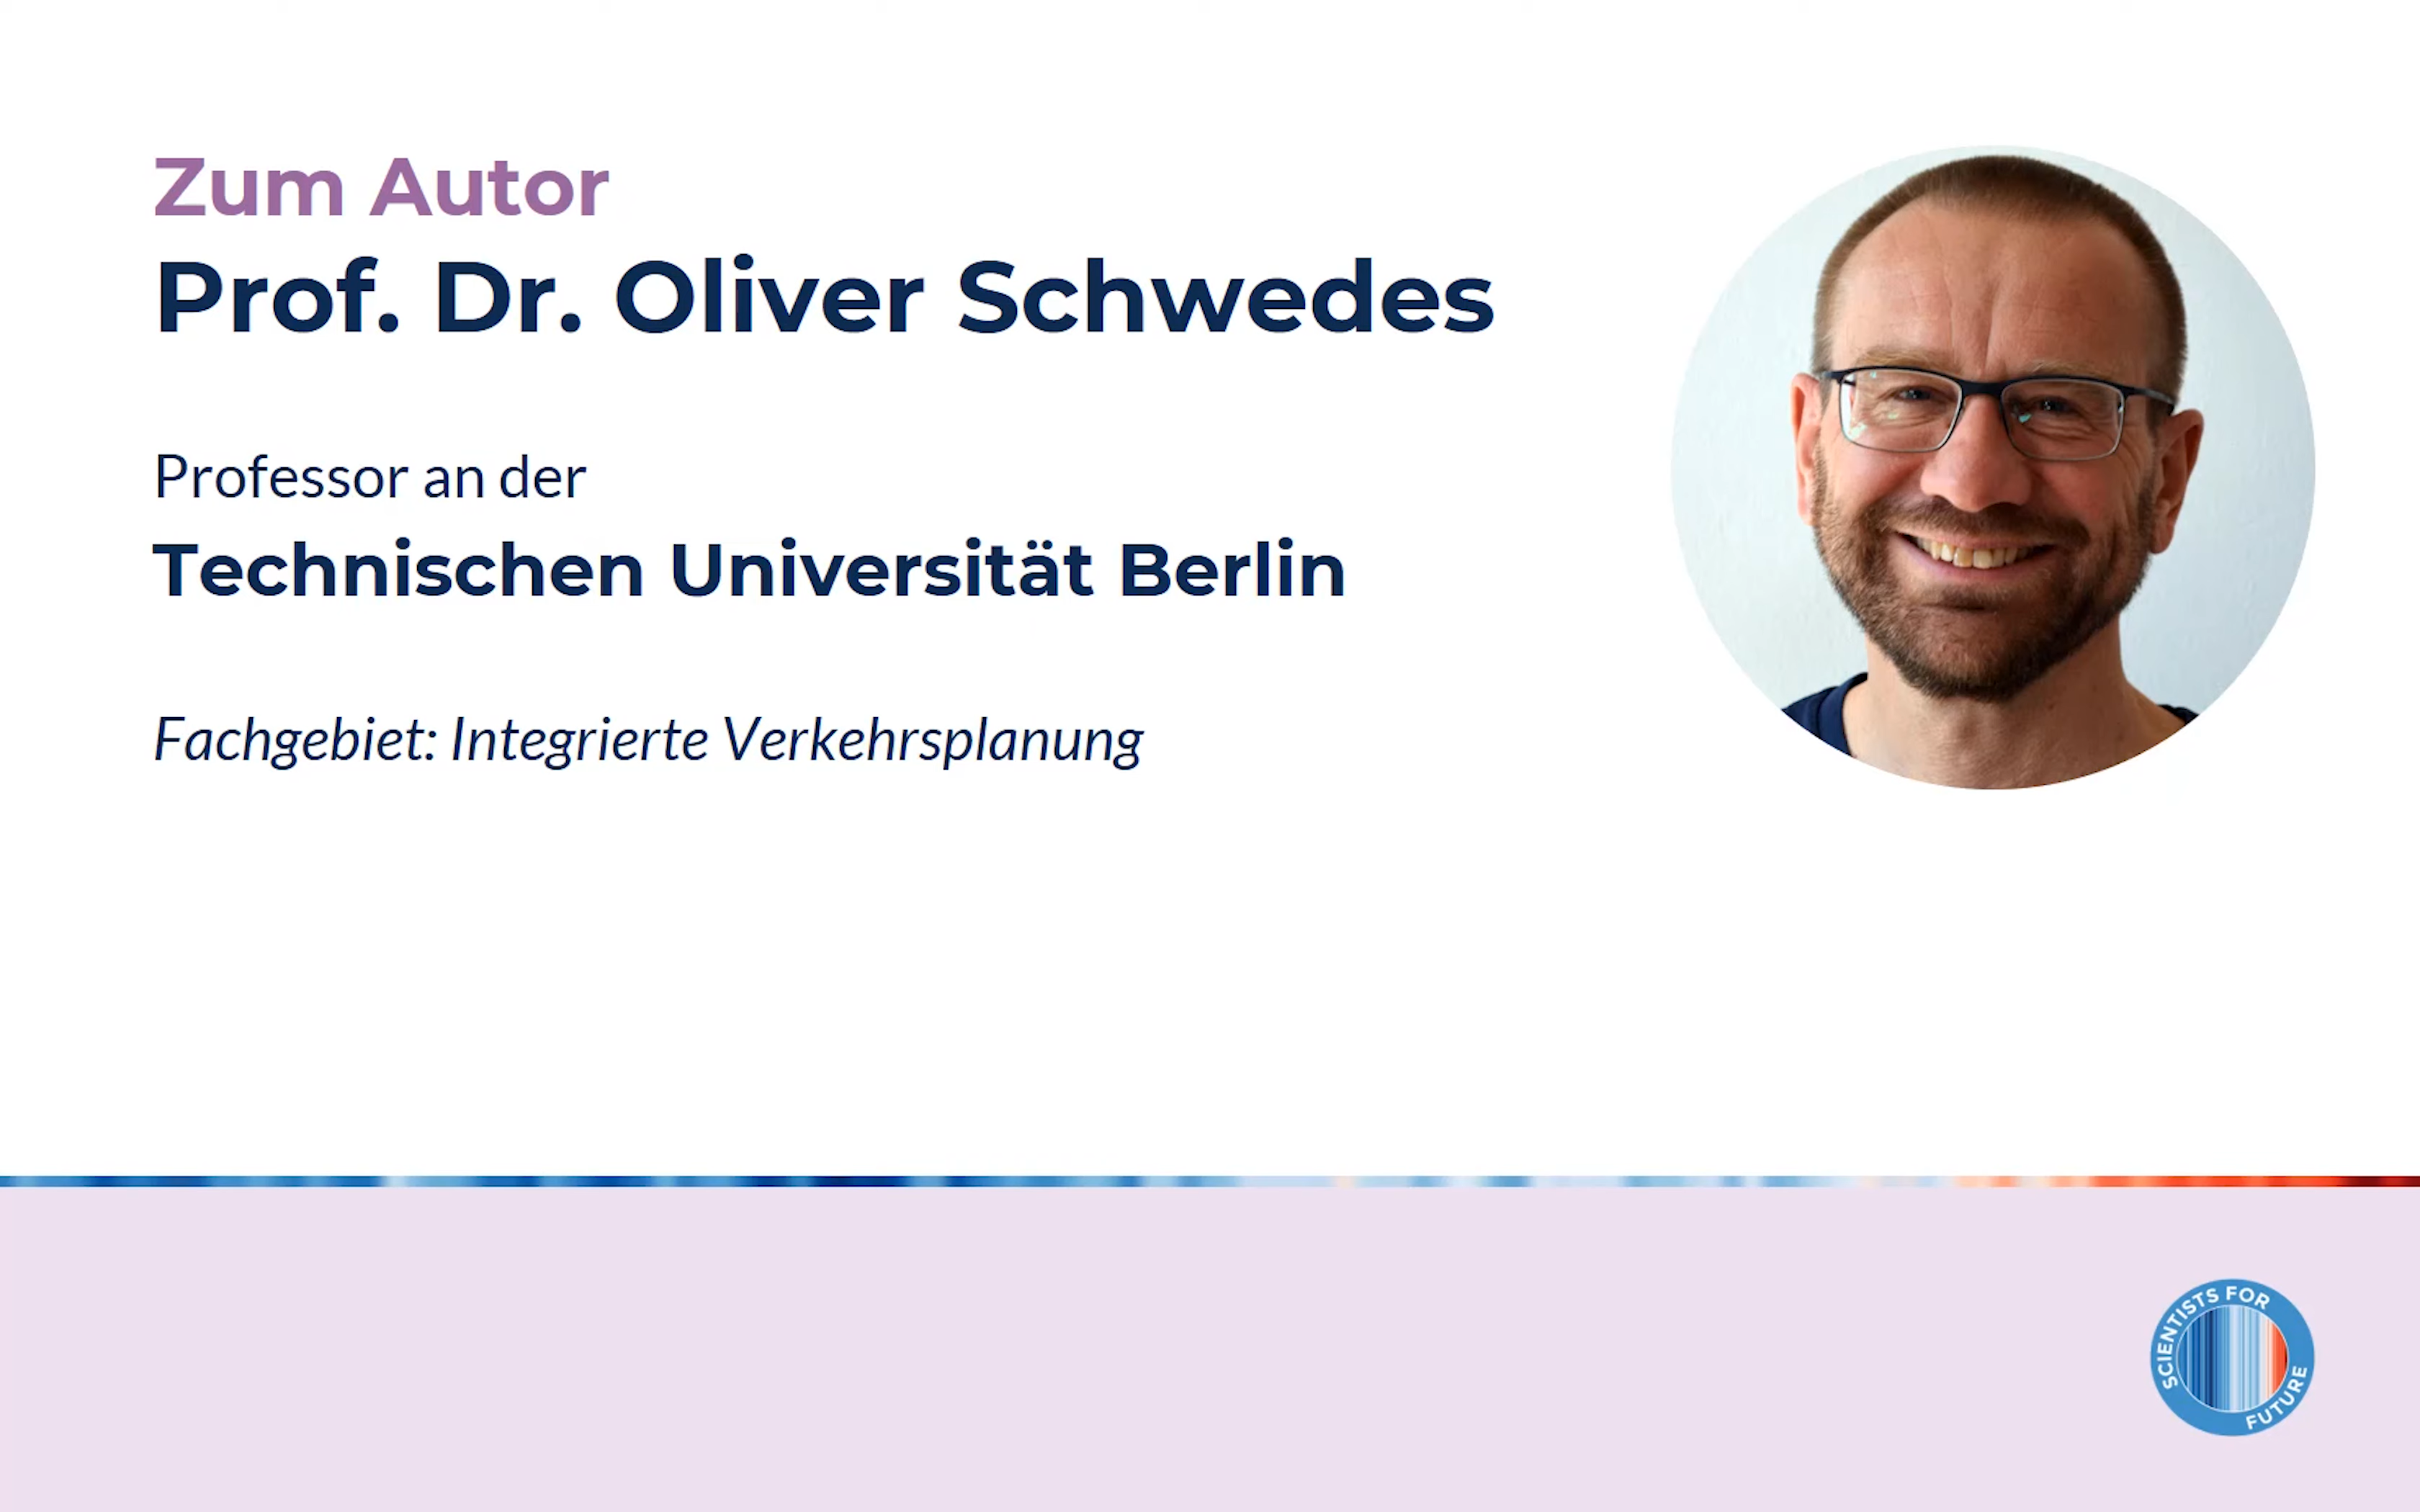 Zum Autor
Prof. Dr. Oliver Schwedes
Professor an der
Technischen Universität Berlin
Fachgebiet: Integrierte Verkehrsplanung
SCIENTISTS FOR
FUTURE